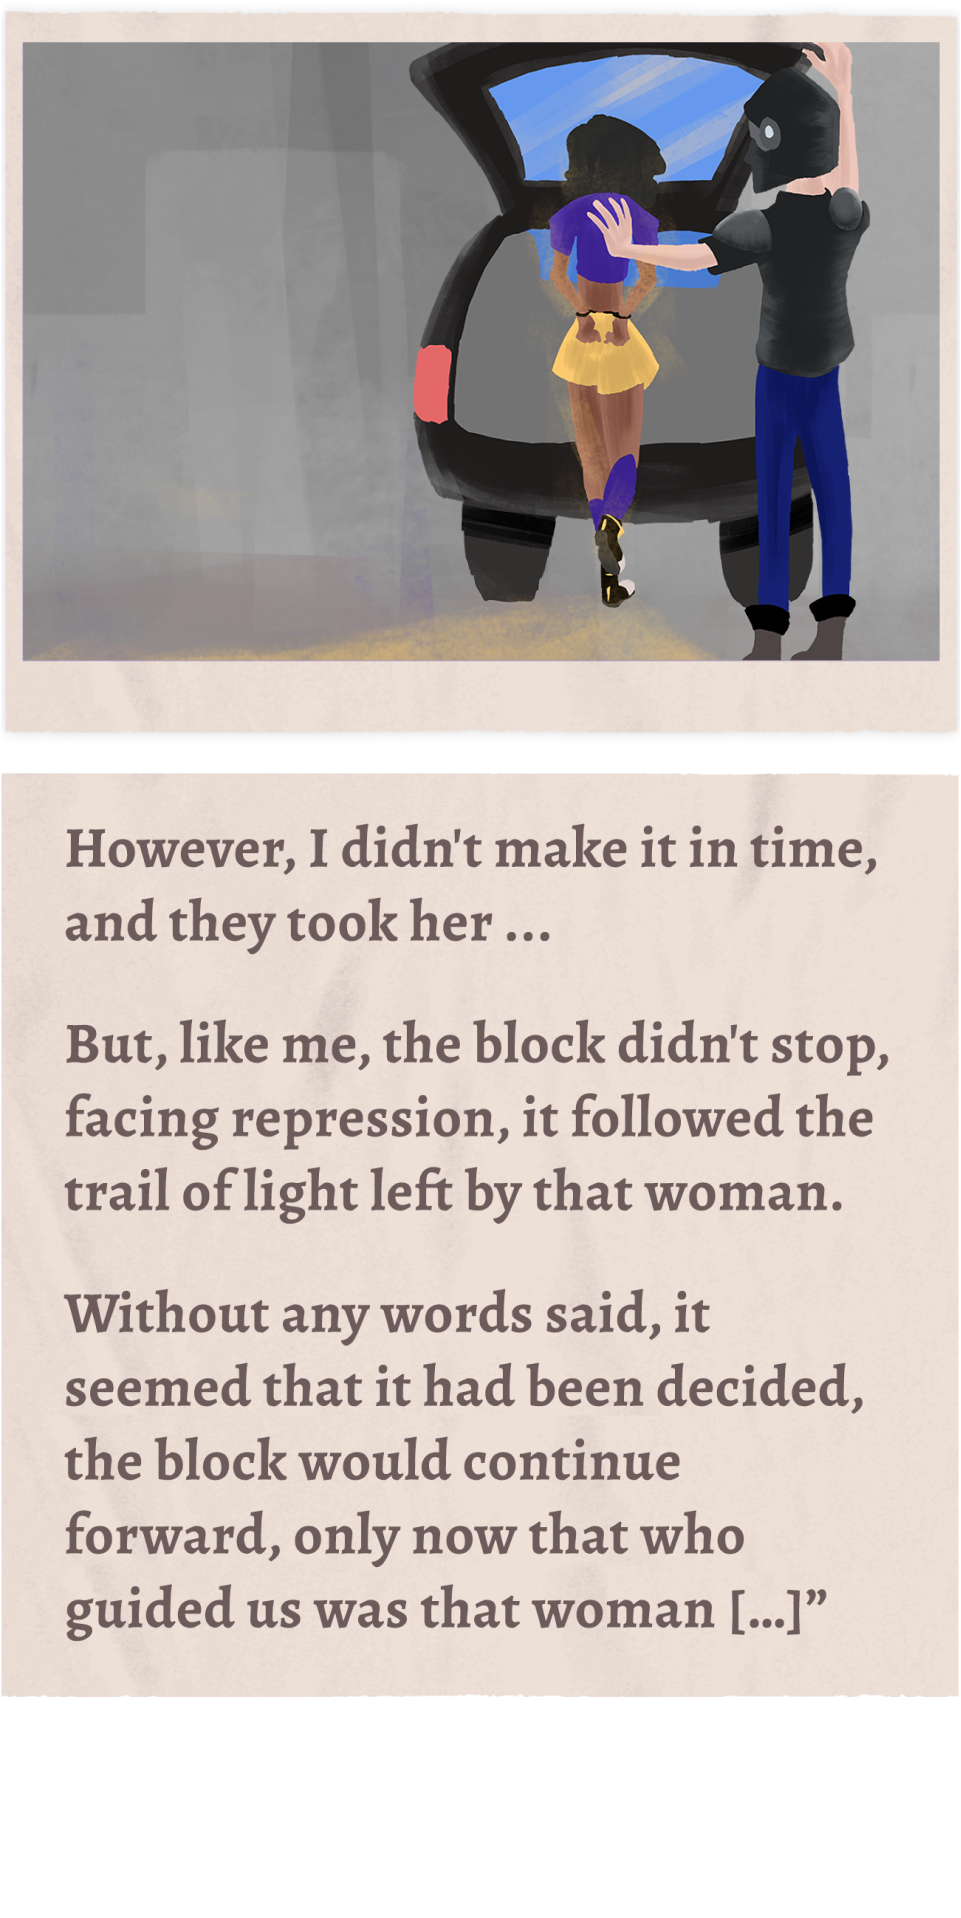 However, I didn't make it in time,
and they took her ...
But, like me, the block didn't stop,
facing repression, it followed the
trail of light left by that woman.
Without any words said, it
seemed that it had been decided,
the block would continue
forward, only now that who
guided us was that woman [...]”